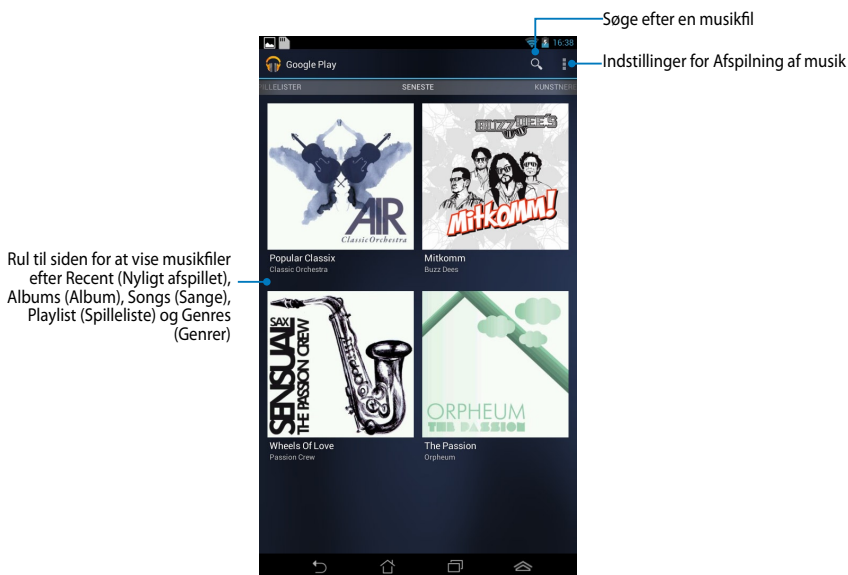 Søge efter en musikfil
Indstillinger for Afspilning af musik
16:38
Google Play
ILLELISTER
SENESTE
KUNSTNERE
BUZZ DEE'S
MitKOMM!
AIR
Classic Orchestra
Popular Classix
Classic Orchestra
Mitkomm
Buzz Dees
Rul til siden for at vise musikfiler
efter Recent (Nyligt afspillet),
Albums (Album), Songs (Sange),
Playlist (Spilleliste) og Genres
(Genrer)
SENSUAL SAX
THE PASSION CREW
ORPHEUM
THE PASSION
Wheels Of Love
Passion Crew
The Passion
Orpheum